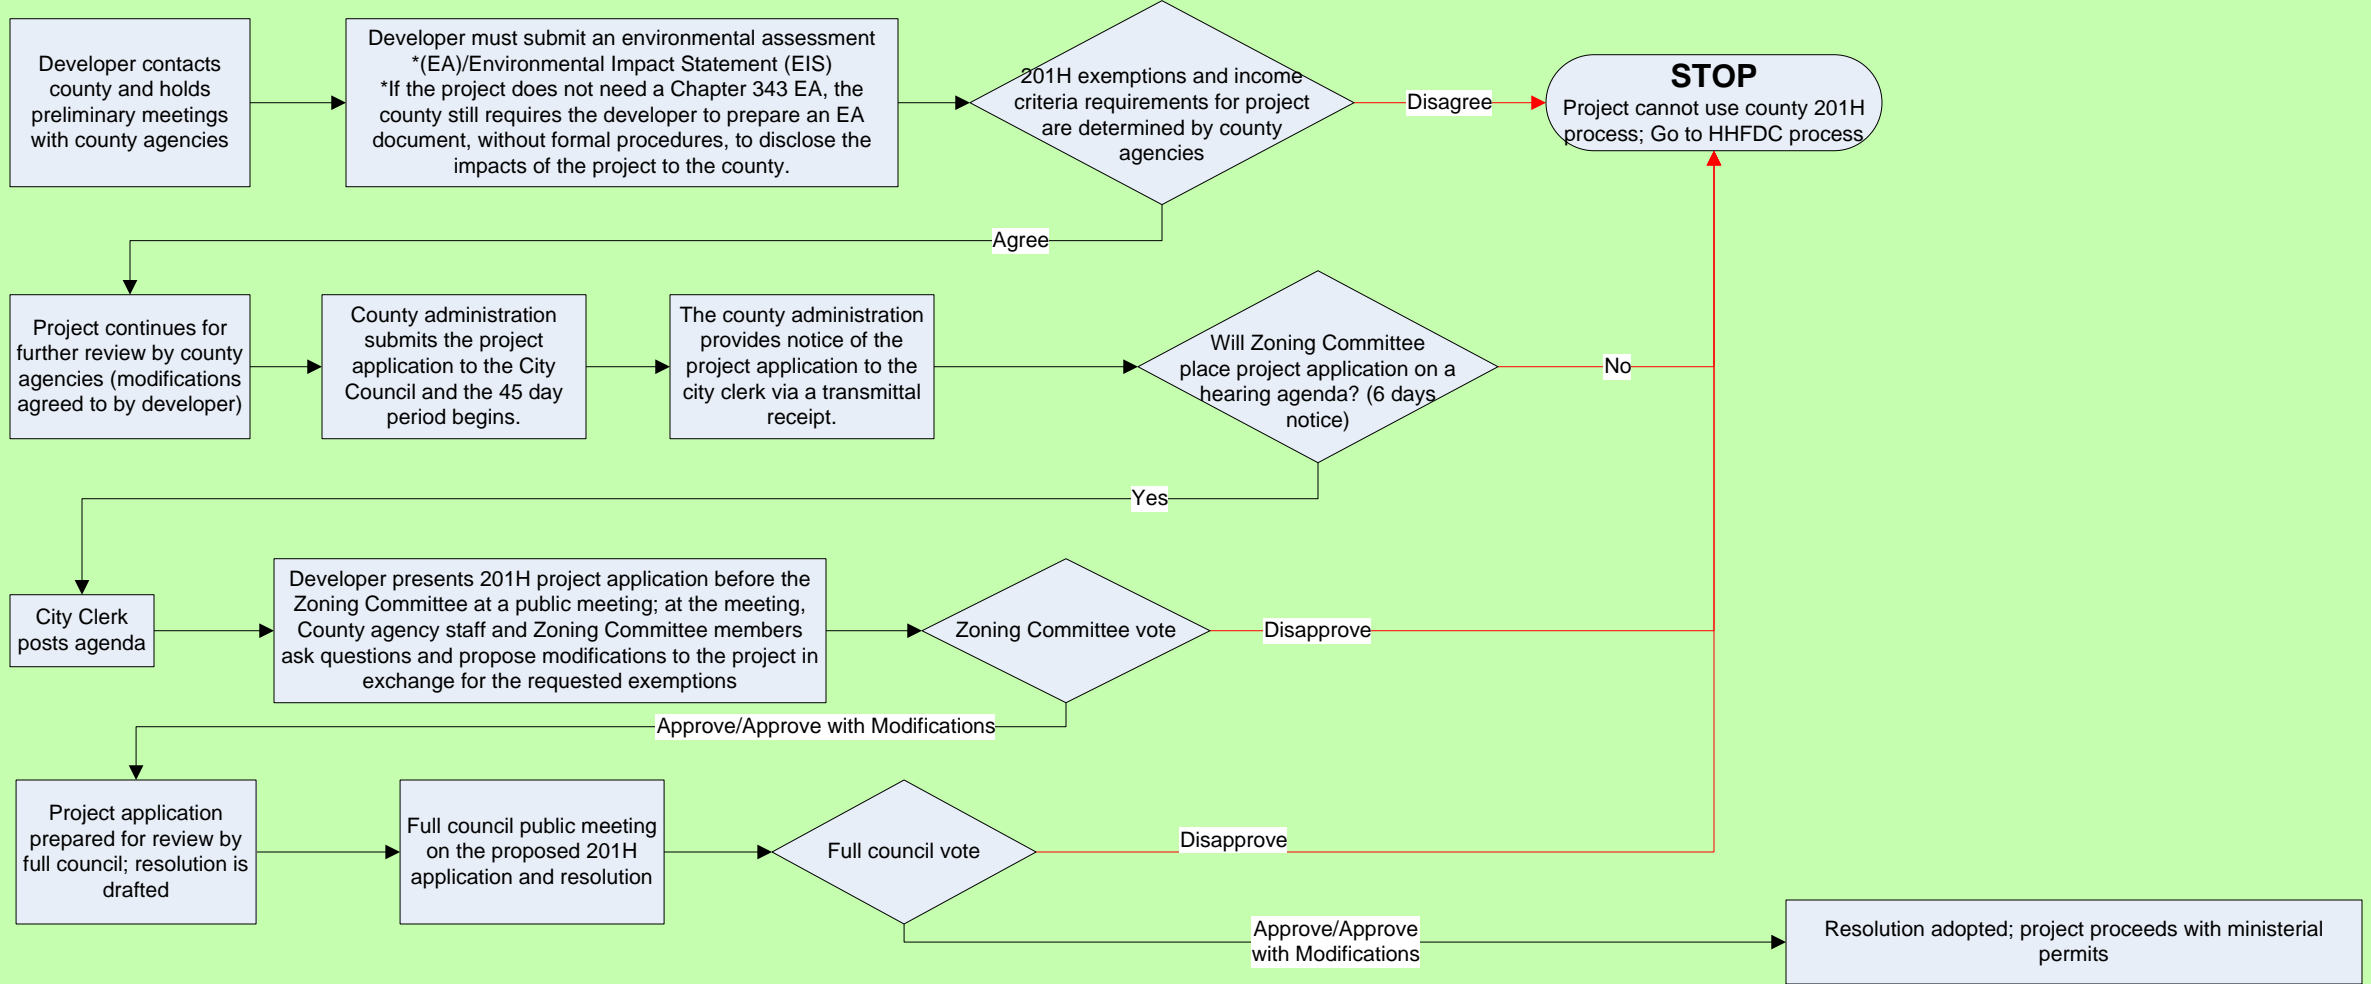 Developer contacts
county and holds
preliminary meetings
with county agencies
Developer must submit an environmental assessment
*(EA)/Environmental Impact Statement (EIS)
*If the project does not need a Chapter 343 EA, the
county still requires the developer to prepare an EA
document, without formal procedures, to disclose the
impacts of the project to the county.
201H exemptions and income
criteria requirements for project
are determined by county
agencies
Disagree
STOP
Project cannot use county 201H
process; Go to HHFDC process
Agree
Project continues for
further review by county
agencies (modifications
agreed to by developer)
County administration
submits the project
application to the City
Council and the 45 day
period begins.
The county administration
provides notice of the
project application to the
city clerk via a transmittal
receipt.
Will Zoning Committee
place project application on a
hearing agenda? (6 days
notice)
No
Yes
City Clerk
posts agenda
Developer presents 201H project application before the
Zoning Committee at a public meeting; at the meeting,
County agency staff and Zoning Committee members
ask questions and propose modifications to the project in
exchange for the requested exemptions
Zoning Committee vote
Disapprove
Approve/Approve with Modifications
Project application
prepared for review by
full council; resolution is
drafted
Full council public meeting
on the proposed 201H
application and resolution
Full council vote
Disapprove
Approve/Approve
with Modifications
Resolution adopted; project proceeds with ministerial
permits